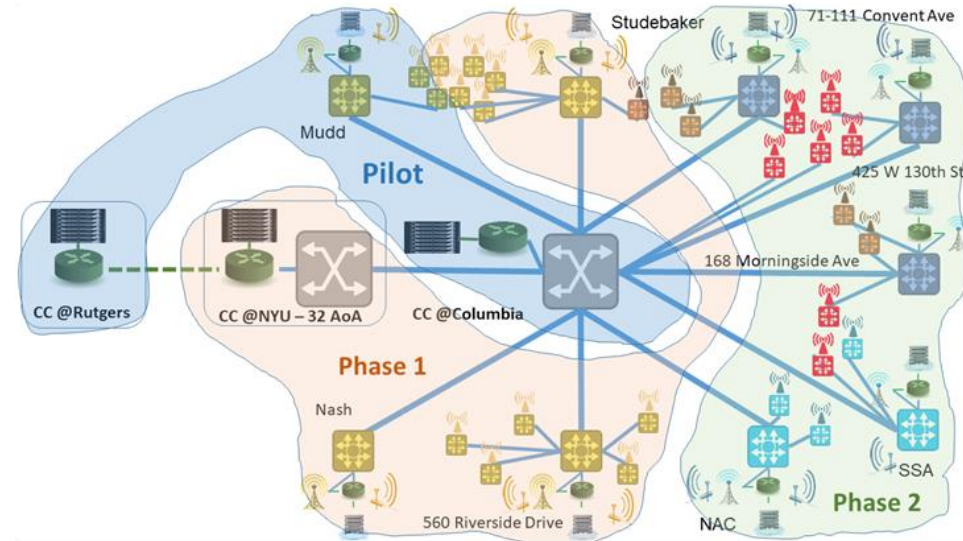 Studebaker
71-111 Convent Ave
Mudd
Pilot
425 W 130th St
168 Morningside Ave
CC @Rutgers
CC @NYU – 32 AoA
CC @Columbia
Phase 1
Nash
560 Riverside Drive
SSA
NAC
Phase 2